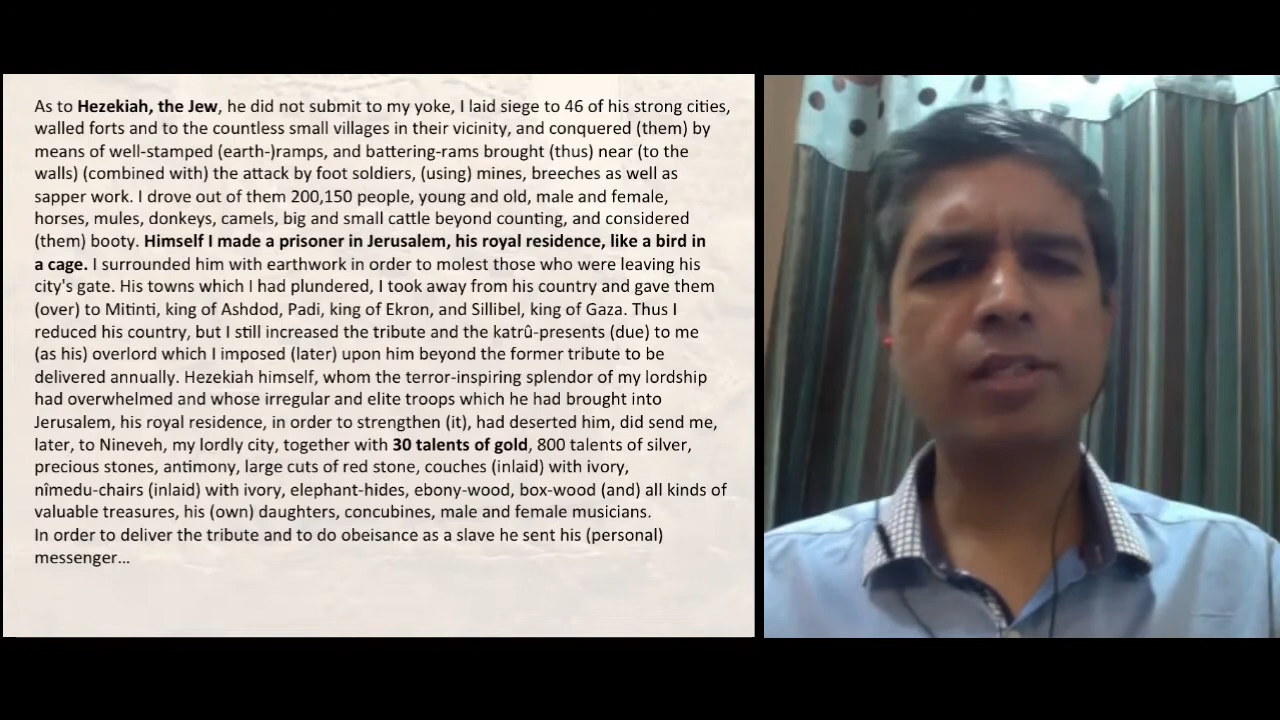 As to Hezekiah, the Jew, he did not submit to my yoke, I laid siege to 46 of his strong cities,
walled forts and to the countless small villages in their vicinity, and conquered (them) by
means of well-stamped (earth-)ramps, and battering-rams brought (thus) near (to the
walls) (combined with) the attack by foot soldiers, (using) mines, breeches as well as
sapper work. I drove out of them 200,150 people, young and old, male and female,
horses, mules, donkeys, camels, big and small cattle beyond counting, and considered
(them) booty. Himself I made a prisoner in Jerusalem, his royal residence, like a bird in
a cage. I surrounded him with earthwork in order to molest those who were leaving his
city's gate. His towns which I had plundered, I took away from his country and gave them
(over) to Mitinti, king of Ashdod, Padi, king of Ekron, and Sillibel, king of Gaza. Thus I
reduced his country, but I still increased the tribute and the katrû-presents (due) to me
(as his) overlord which I imposed (later) upon him beyond the former tribute to be
delivered annually. Hezekiah himself, whom the terror-inspiring splendor of my lordship
had overwhelmed and whose irregular and elite troops which he had brought into
Jerusalem, his royal residence, in order to strengthen (it), had deserted him, did send me,
later, to Nineveh, my lordly city, together with 30 talents of gold, 800 talents of silver,
precious stones, antimony, large cuts of red stone, couches (inlaid) with ivory,
nîmedu-chairs (inlaid) with ivory, elephant-hides, ebony-wood, box-wood (and) all kinds of
valuable treasures, his (own) daughters, concubines, male and female musicians.
In order to deliver the tribute and to do obeisance as a slave he sent his (personal)
messenger…